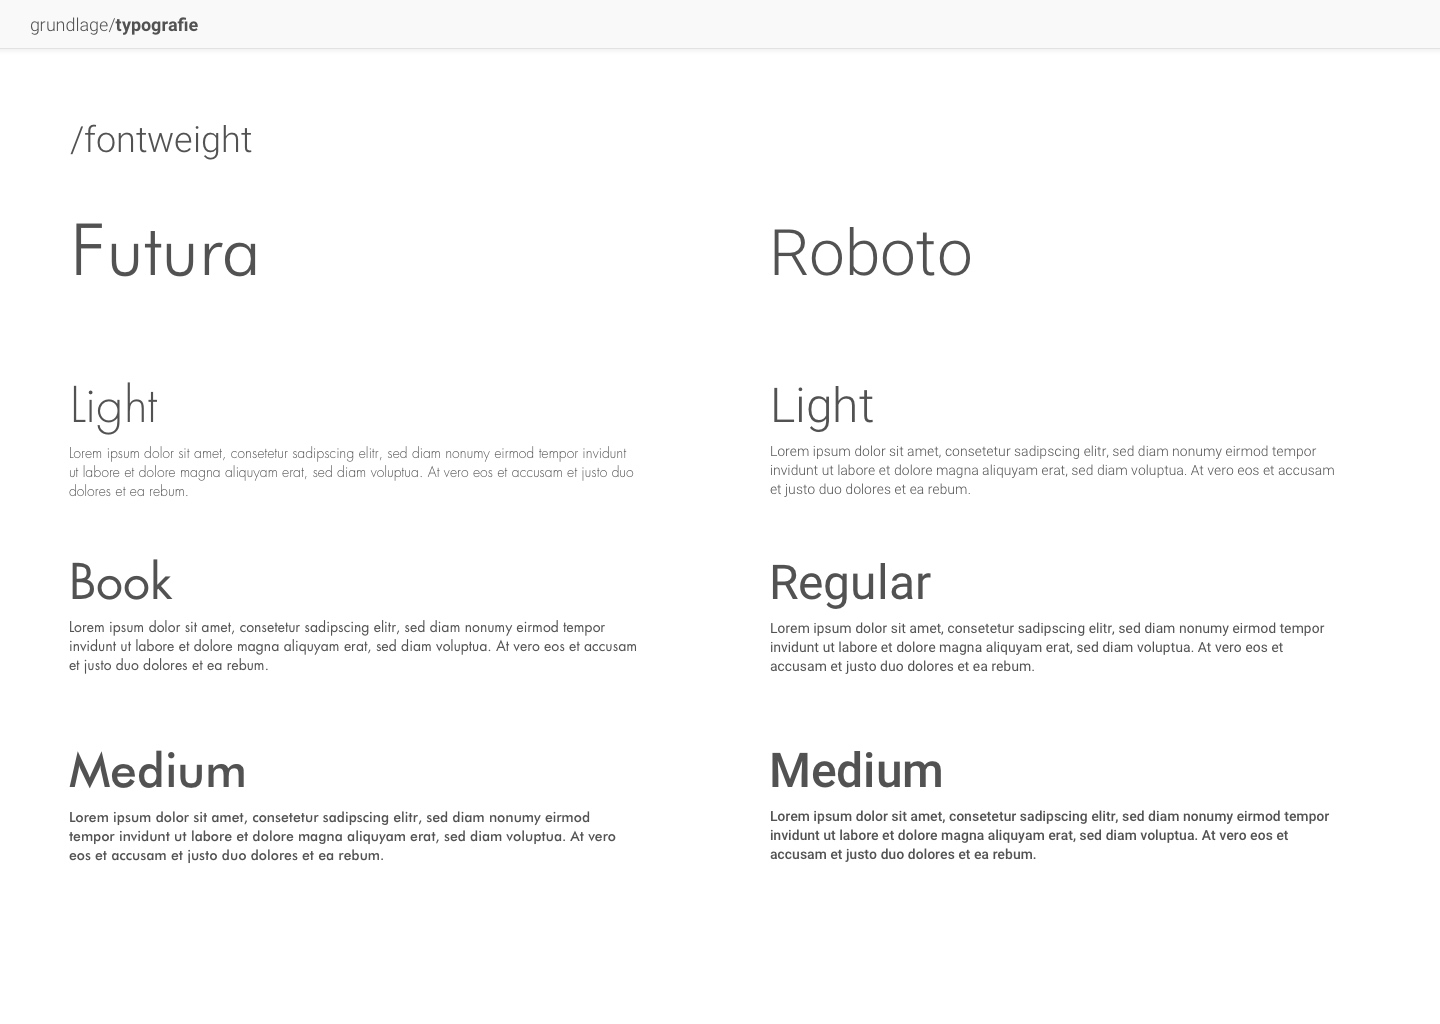 grundlage/typografie
/fontweight
Futura
Light
Lorem ipsum dolor sit amet, consetetur sadipscing elitr, sed diam nonumy eirmod tempor invidunt
ut labore et dolore magna aliquyam erat, sed diam voluptua. At vero eos et accusam et justo duo
dolores et ea rebum.
Book
Lorem ipsum dolor sit amet, consetetur sadipscing elitr, sed diam nonumy eirmod tempor
invidunt ut labore et dolore magna aliquyam erat, sed diam voluptua. At vero eos et accusam
et justo duo dolores et ea rebum.
Medium
Lorem ipsum dolor sit amet, consetetur sadipscing elitr, sed diam nonumy eirmod
tempor invidunt ut labore et dolore magna aliquyam erat, sed diam voluptua. At vero
eos et accusam et justo duo dolores et ea rebum.
Roboto
Light
Lorem ipsum dolor sit amet, consetetur sadipscing elitr, sed diam nonumy eirmod tempor
invidunt ut labore et dolore magna aliquyam erat, sed diam voluptua. At vero eos et accusam
et justo duo dolores et ea rebum.
Regular
Lorem ipsum dolor sit amet, consetetur sadipscing elitr, sed diam nonumy eirmod tempor
invidunt ut labore et dolore magna aliquyam erat, sed diam voluptua. At vero eos et
accusam et justo duo dolores et ea rebum.
Medium
Lorem ipsum dolor sit amet, consetetur sadipscing elitr, sed diam nonumy eirmod tempor
invidunt ut labore et dolore magna aliquyam erat, sed diam voluptua. At vero eos et
accusam et justo duo dolores et ea rebum.